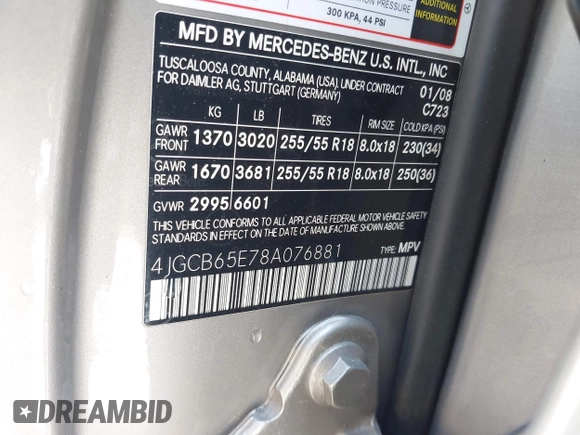 PRESSURE
300 KPA, 44 PSI
ADDITIONAL
INFORMATION
MFD BY MERCEDES-BENZ U.S. INTL., INC
TUSCALOOSA COUNTY, ALABAMA (USA), UNDER CONTRACT
FOR DAIMLER AG, STUTTGART (GERMANY)
01/08
C723
KG LB TIRES RIM SIZE COLD KPA (PSI)
GAWR FRONT 1370 3020 255/55 R18 8.0x18 230(34)
GAWR REAR 1670 3681 255/55 R18 8.0x18 250(36)
GVWR 2995 6601
THIS VEHICLE CONFORMS TO ALL APPLICABLE FEDERAL MOTOR VEHICLE SAFETY
STANDARDS IN EFFECT ON THE DATE OF MANUFACTURE SHOWN ABOVE.
4JGCB65E78A076881 TYPE: MPV
DREAMBID